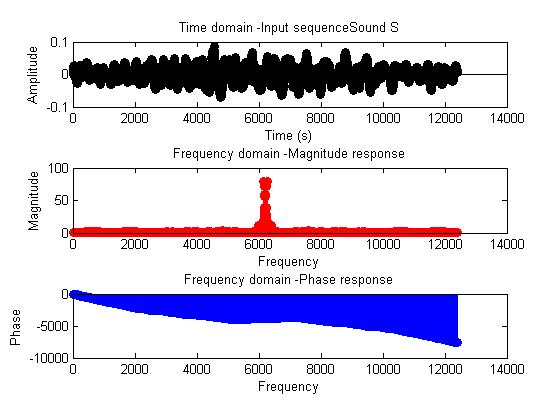 Time domain -Input sequenceSound S
0.1
0
-0.1
Amplitude
0 2000 4000 6000 8000 10000 12000 14000
Time (s)
Frequency domain -Magnitude response
100
50
0
Magnitude
0 2000 4000 6000 8000 10000 12000 14000
Frequency
Frequency domain -Phase response
0
-5000
-10000
Phase
0 2000 4000 6000 8000 10000 12000 14000
Frequency